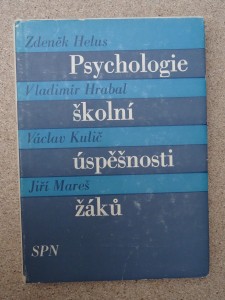 Zdeněk Helus
Psychologie
Vladimír Hrabal
školní
Václav Kulič
úspěšnosti
Jiří Mareš
žáků
SPN